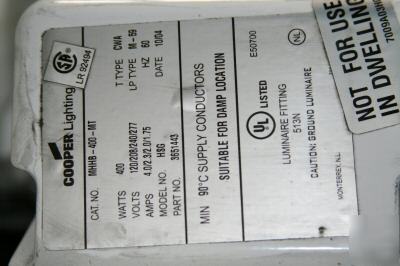 COOPER Lighting
LR 92494
CAT. NO. MHHB-400-MT
WATTS 400 T TYPE CWA
VOLTS 120/208/240/277 LP TYPE M-59
AMPS 4.0/2.3/2.0/1.75 HZ 60
MODEL NO. HSG DATE 10/04
PART NO. 3651443
MIN 90°C SUPPLY CONDUCTORS
SUITABLE FOR DAMP LOCATION
E50700
UL LISTED
LUMINAIRE FITTING
513N
CAUTION: GROUND LUMINAIRE
NL
MONTERREY, N.L.
NOT FOR USE
IN DWELLING